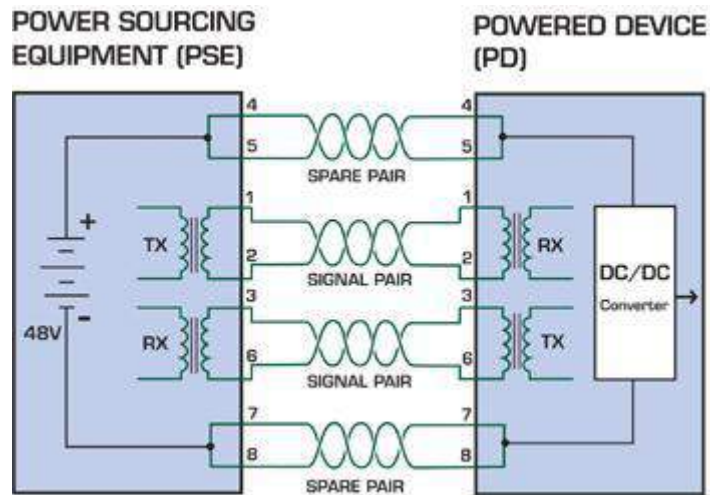 POWER SOURCING
EQUIPMENT (PSE)
POWERED DEVICE
(PD)
4
5
SPARE PAIR
4
5
1
2
TX
SIGNAL PAIR
1
2
RX
3
6
RX
SIGNAL PAIR
3
6
TX
+
-
48V
DC/DC
Converter
7
8
SPARE PAIR
7
8